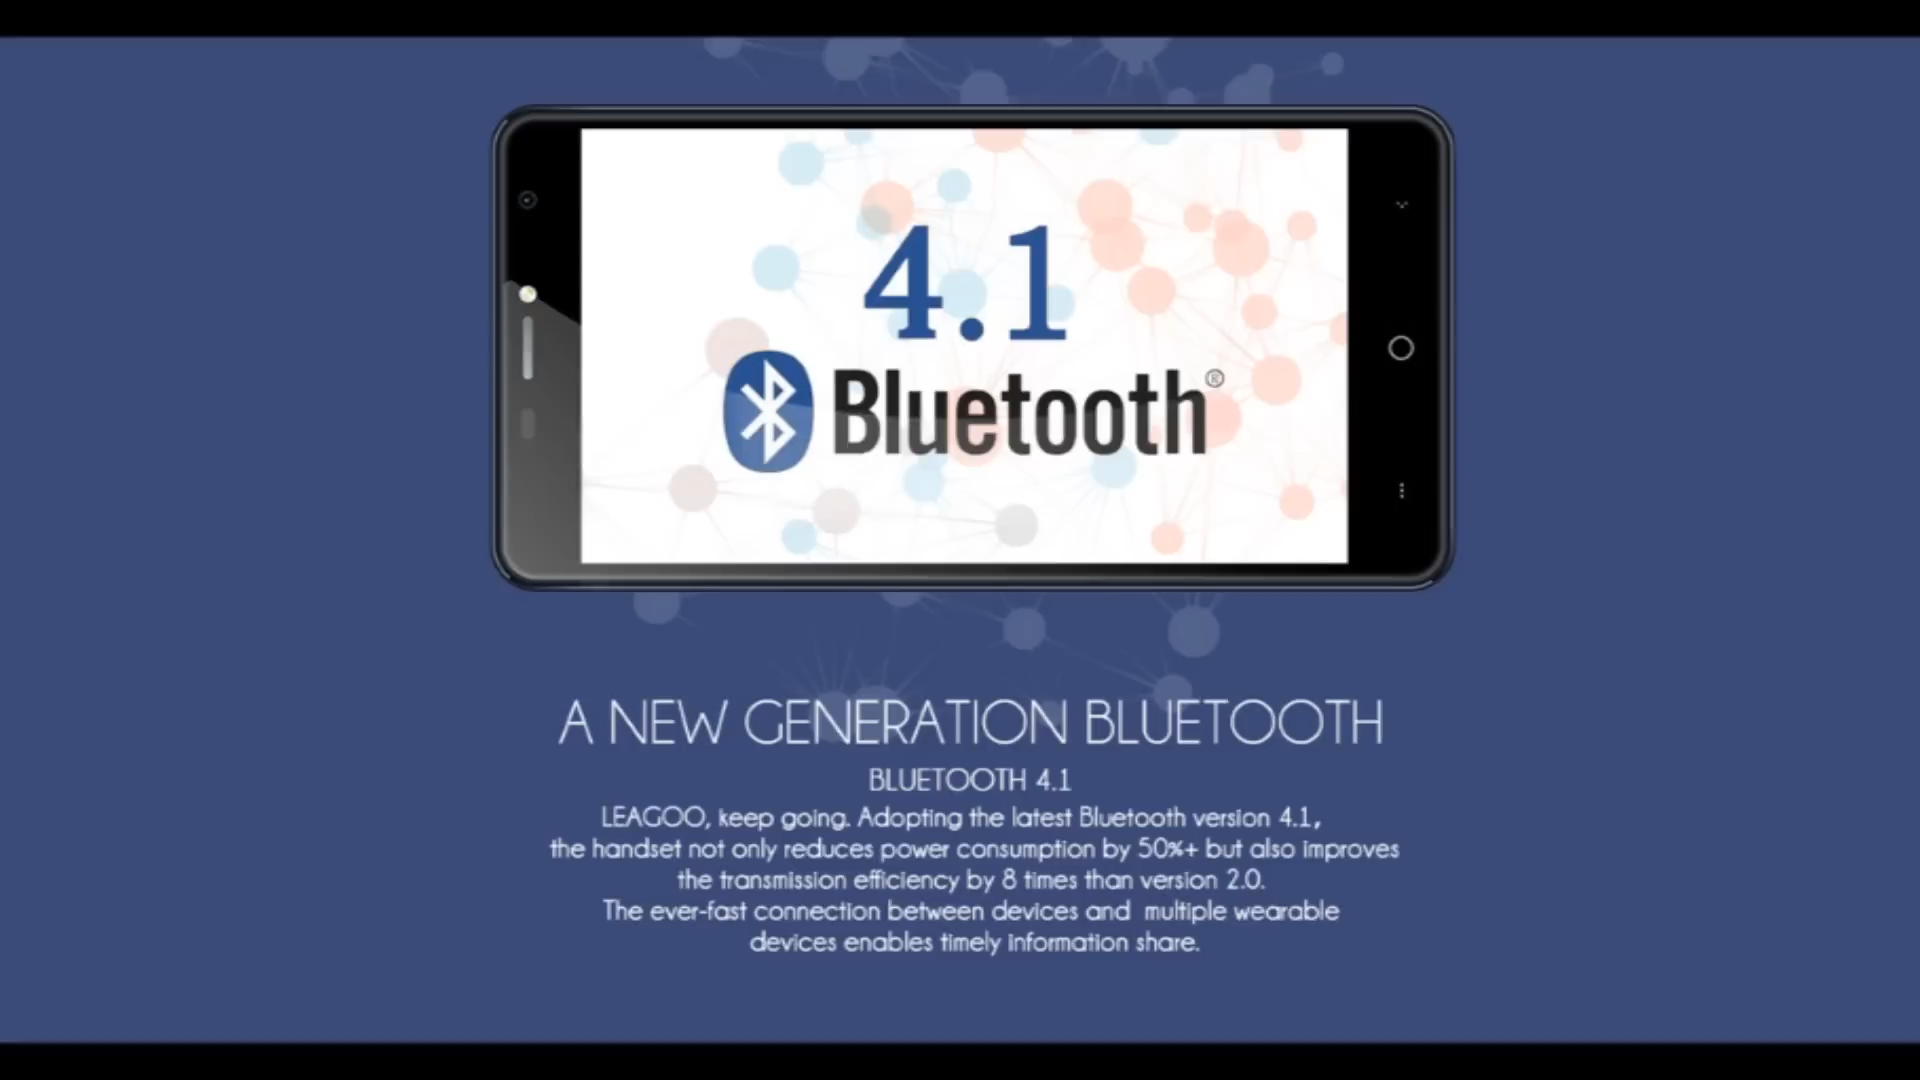 4.1
Bluetooth®
A NEW GENERATION BLUETOOTH
BLUETOOTH 4.1
LEAGOO, keep going. Adopting the latest Bluetooth version 4.1,
the handset not only reduces power consumption by 50%+ but also improves
the transmission efficiency by 8 times than version 2.0.
The ever-fast connection between devices and multiple wearable
devices enables timely information share.